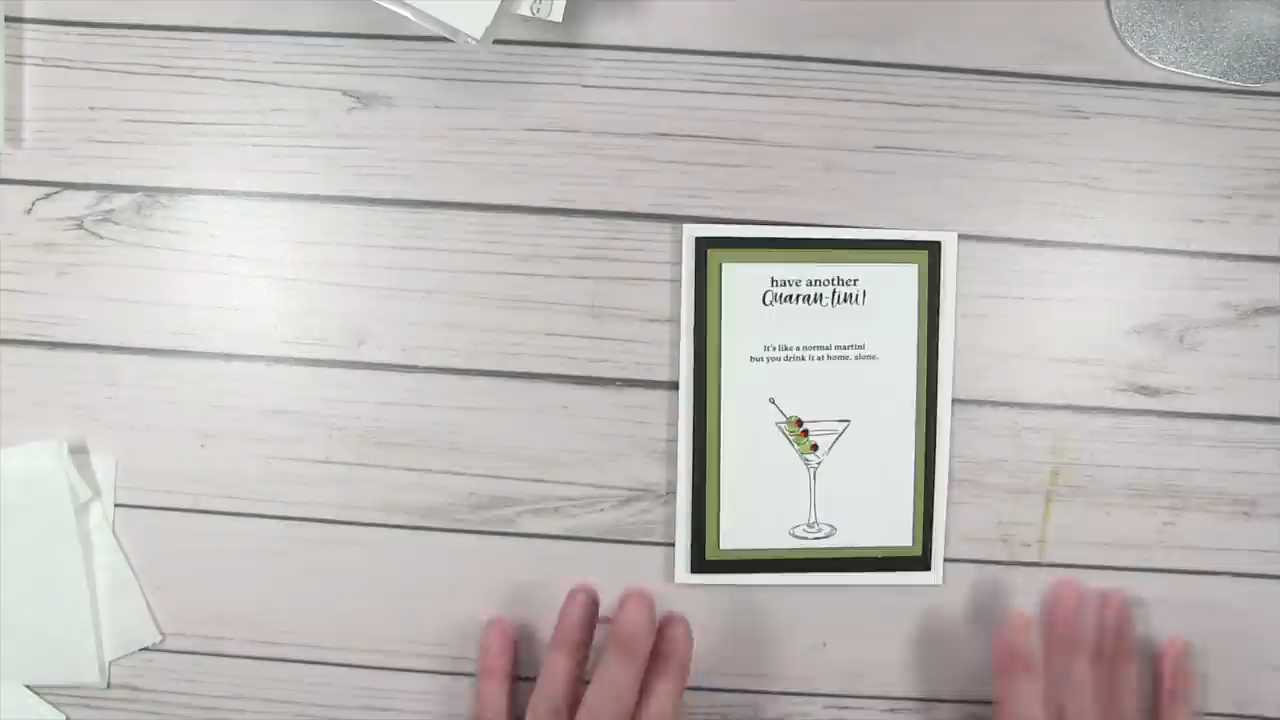 have another
Quaran-tini!
It's like a normal martini
but you drink it at home, alone.